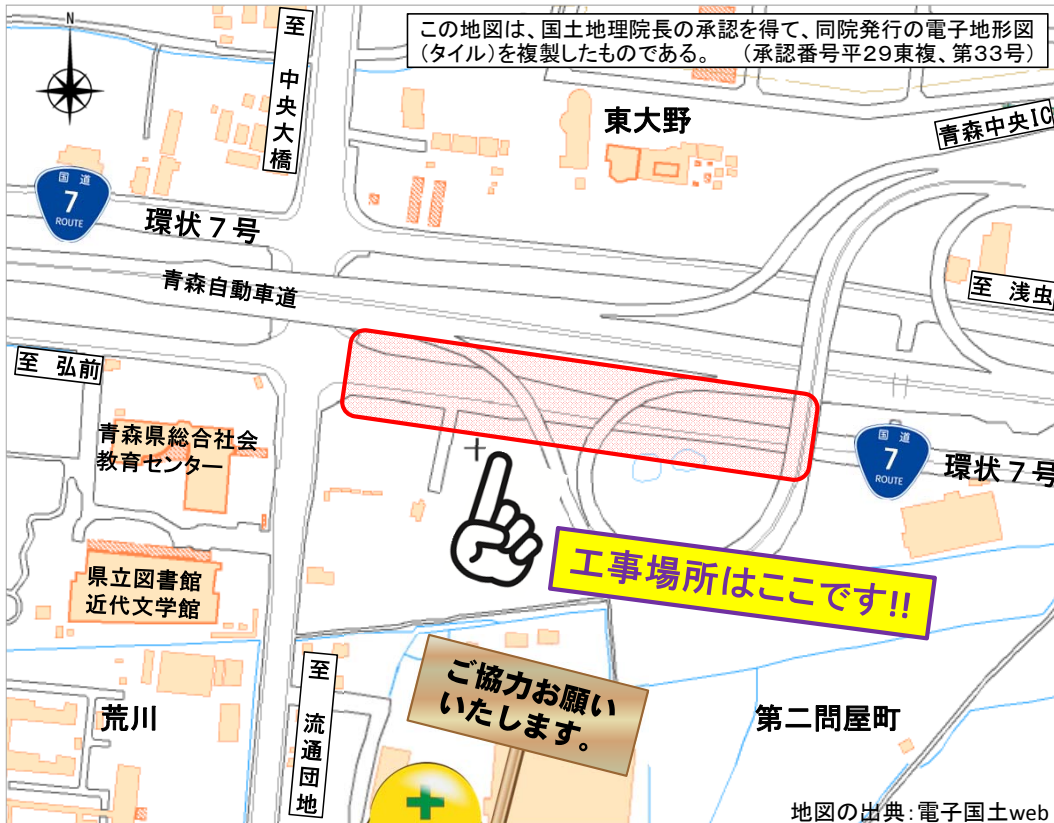 この地図は、国土地理院長の承認を得て、同院発行の電子地形図
(タイル)を複製したものである。　(承認番号平29東複、第33号)
N
至 中央大橋
東大野
青森中央IC
国道
7
ROUTE
環状７号
青森自動車道
至 浅虫
至 弘前
青森県総合社会
教育センター
国道
7
ROUTE
環状７号
工事場所はここです!!
県立図書館
近代文学館
ご協力お願い
いたします。
至 流通団地
荒川
第二問屋町
地図の出典:電子国土web